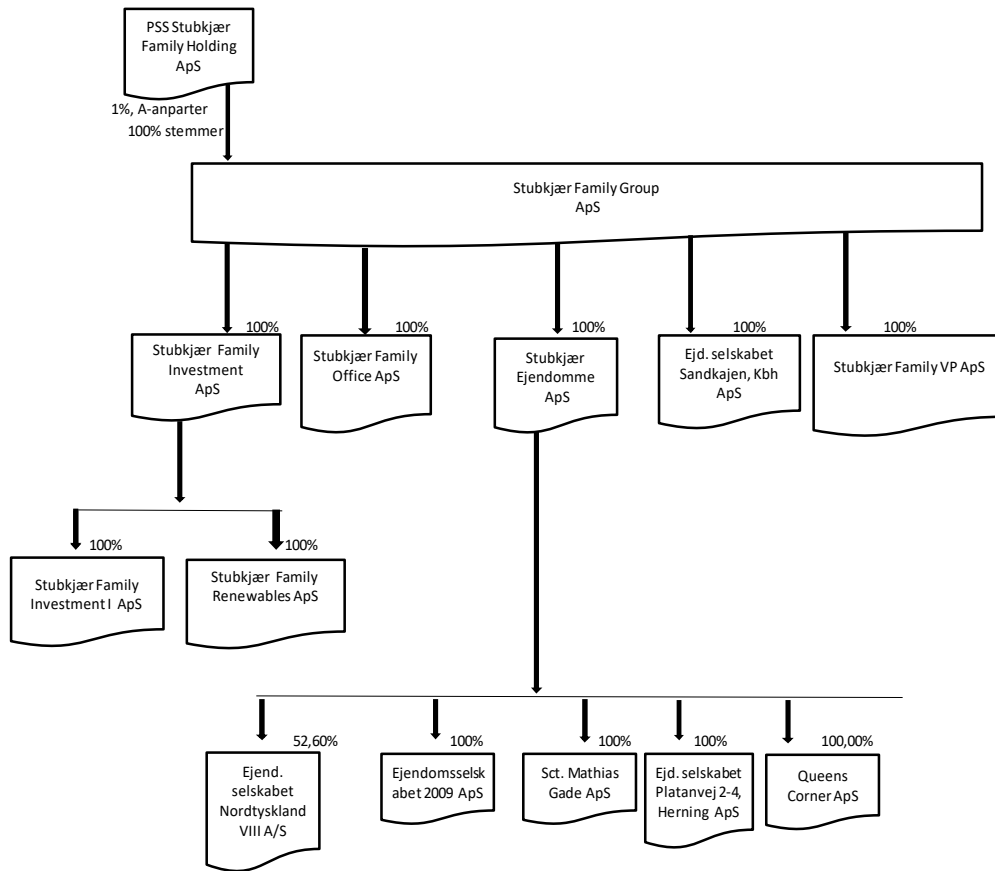 PSS Stubkjær
Family Holding
ApS
1%, A-anparter
100% stemmer
Stubkjær Family Group
ApS
100%
100%
100%
100%
100%
Stubkjær Family
Investment
ApS
Stubkjær Family
Office ApS
Stubkjær
Ejendomme
ApS
Ejd. selskabet
Sandkajen, Kbh
ApS
Stubkjær Family VP ApS
100%
100%
Stubkjær Family
Investment I ApS
Stubkjær Family
Renewables ApS
52,60%
100%
100%
100%
100,00%
Ejend.
selskabet
Nordtyskland
VIII A/S
Ejendomsselsk
abet 2009 ApS
Sct. Mathias
Gade ApS
Ejd. selskabet
Platanvej 2-4,
Herning ApS
Queens
Corner ApS